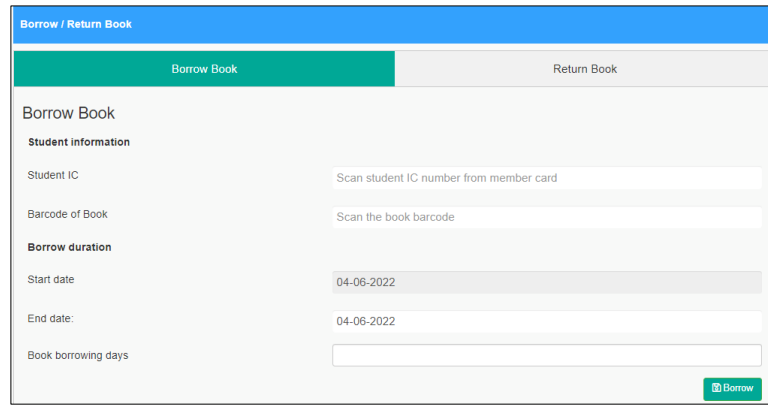 Borrow / Return Book
Borrow Book Return Book
Borrow Book
Student information
Student IC Scan student IC number from member card
Barcode of Book Scan the book barcode
Borrow duration
Start date 04-06-2022
End date: 04-06-2022
Book borrowing days
Borrow